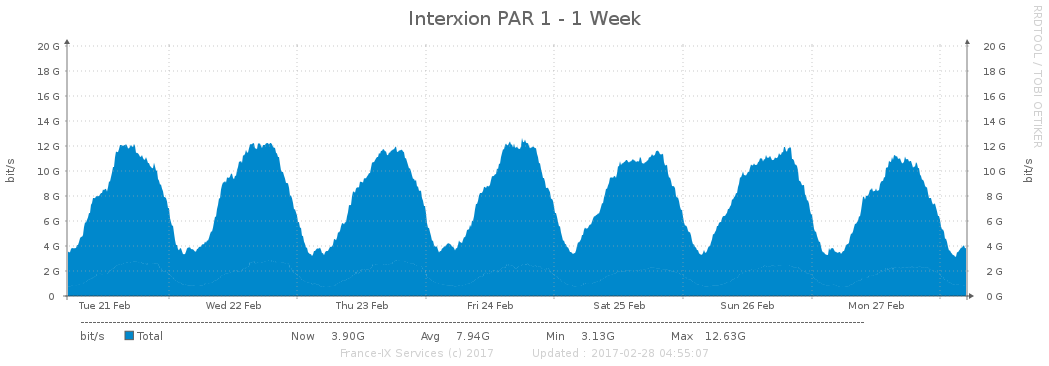 Interxion PAR 1 - 1 Week
RRDTOOL / TOBI OETIKER
bit/s
20 G 20 G
18 G 18 G
16 G 16 G
14 G 14 G
12 G 12 G
10 G 10 G
8 G 8 G
6 G 6 G
4 G 4 G
2 G 2 G
0 0 G
bit/s
Tue 21 Feb Wed 22 Feb Thu 23 Feb Fri 24 Feb Sat 25 Feb Sun 26 Feb Mon 27 Feb
bit/s Total Now 3.90G Avg 7.94G Min 3.13G Max 12.63G
France-IX Services (c) 2017 Updated : 2017-02-28 04:55:07